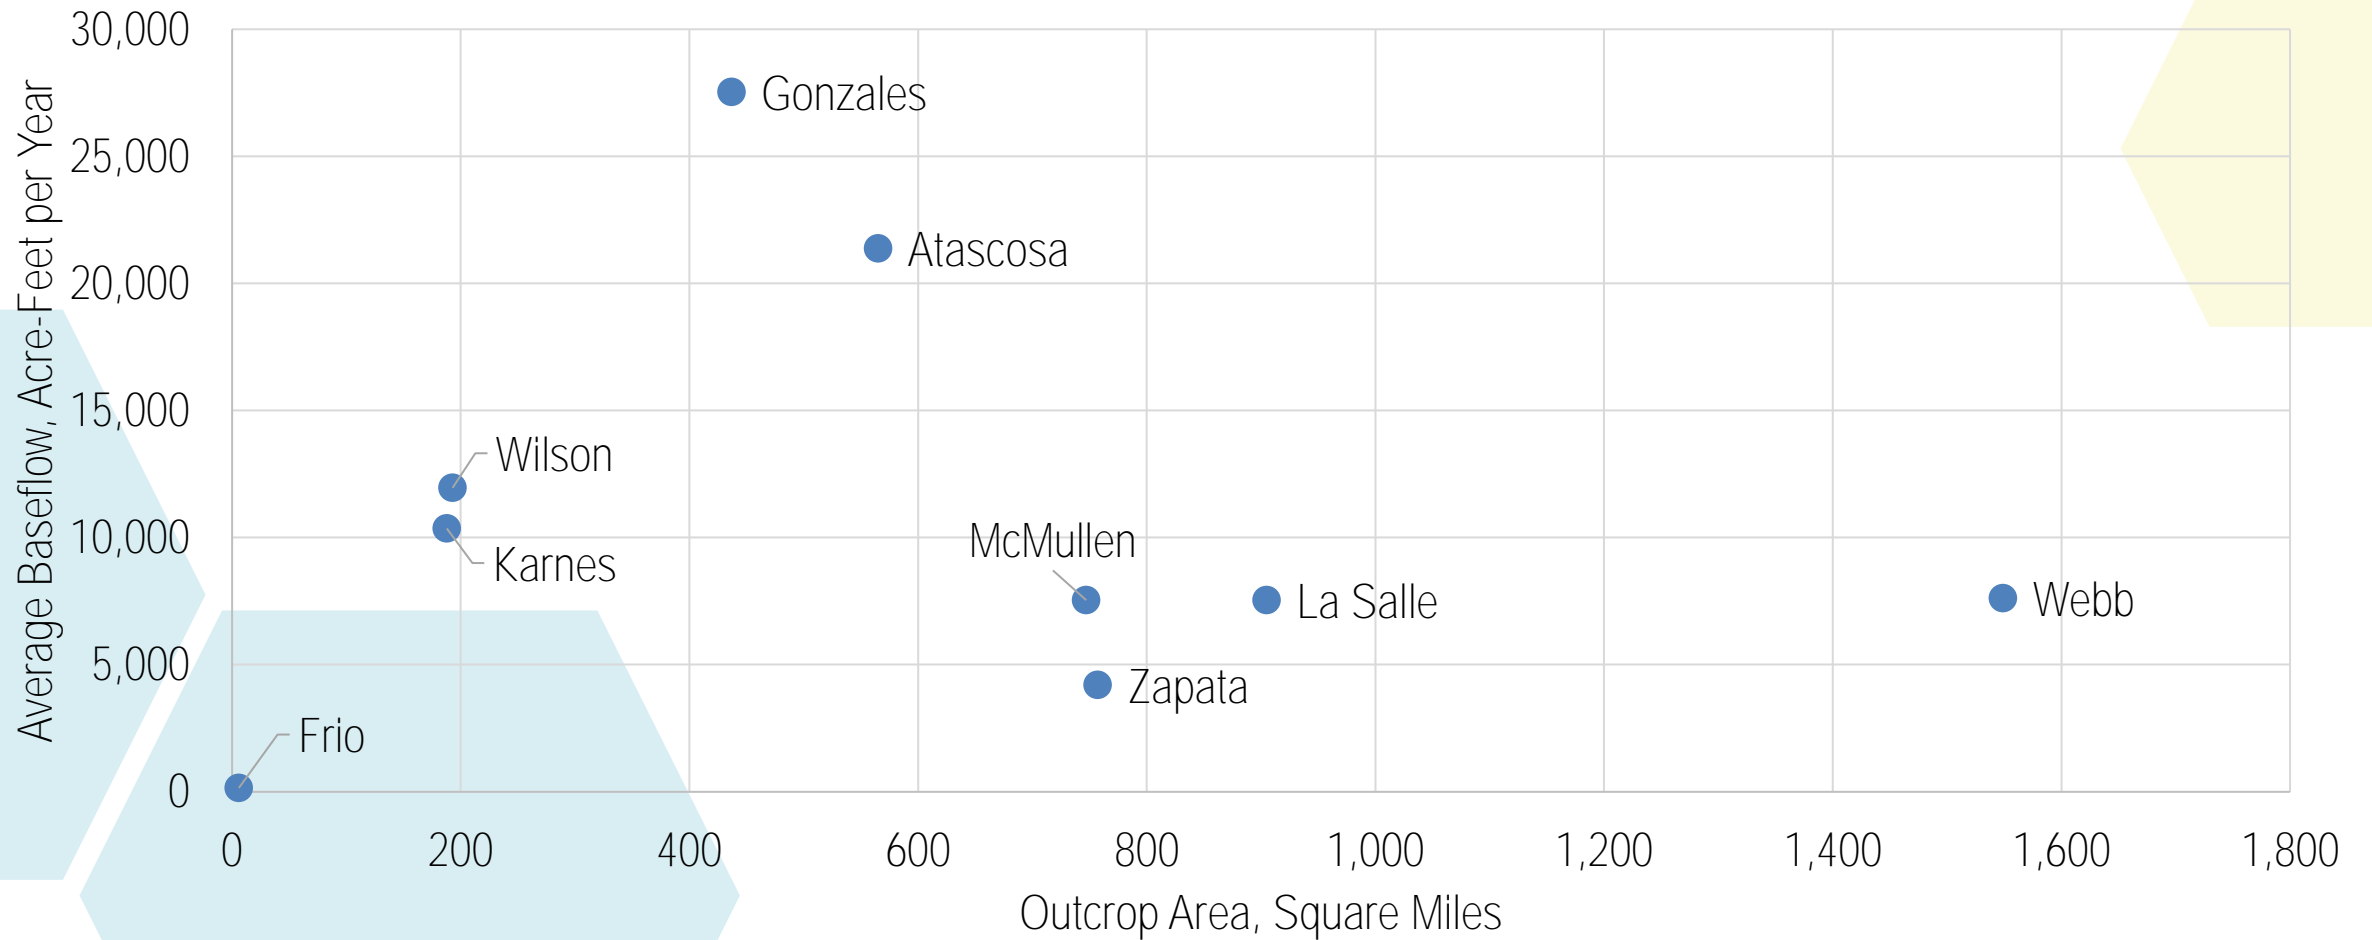 30,000
25,000
20,000
15,000
10,000
5,000
0
Average Baseflow, Acre-Feet per Year
Gonzales
Atascosa
Wilson
Karnes
McMullen
La Salle
Webb
Zapata
Frio
0 200 400 600 800 1,000 1,200 1,400 1,600 1,800
Outcrop Area, Square Miles